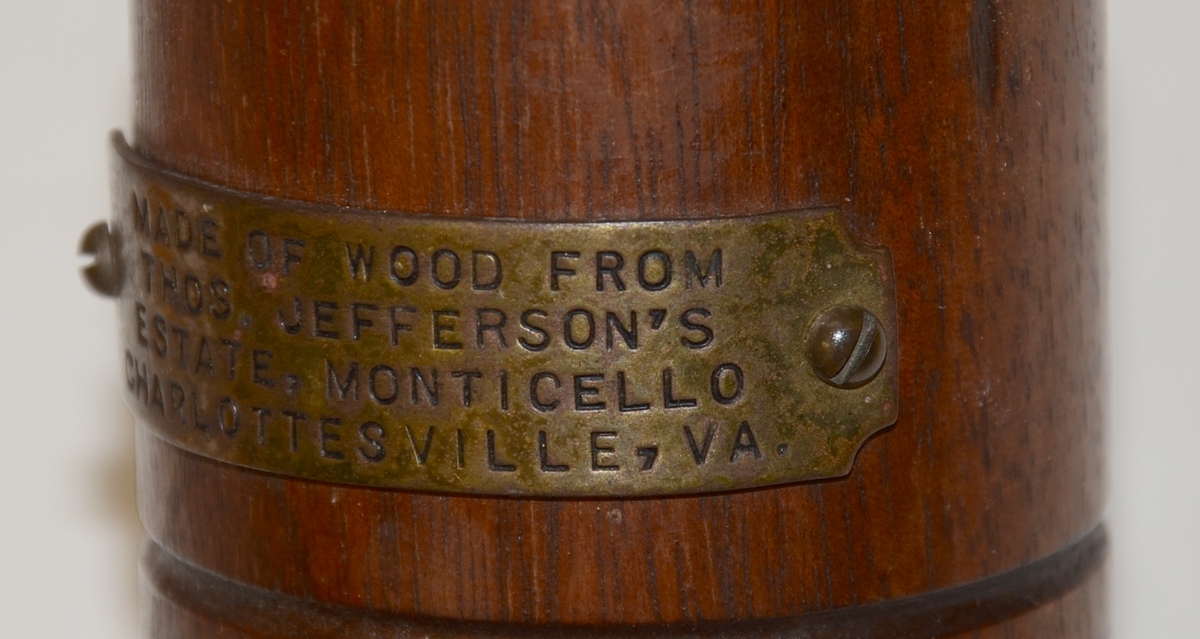 MADE OF WOOD FROM
THOS. JEFFERSON'S
ESTATE, MONTICELLO
CHARLOTTESVILLE, VA.